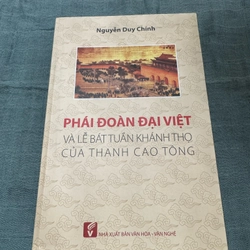 Nguyễn Duy Chính
PHÁI ĐOÀN ĐẠI VIỆT
VÀ LỄ BÁT TUẦN KHÁNH THỌ
CỦA THANH CAO TÔNG
NHÀ XUẤT BẢN VĂN HÓA - VĂN NGHỆ